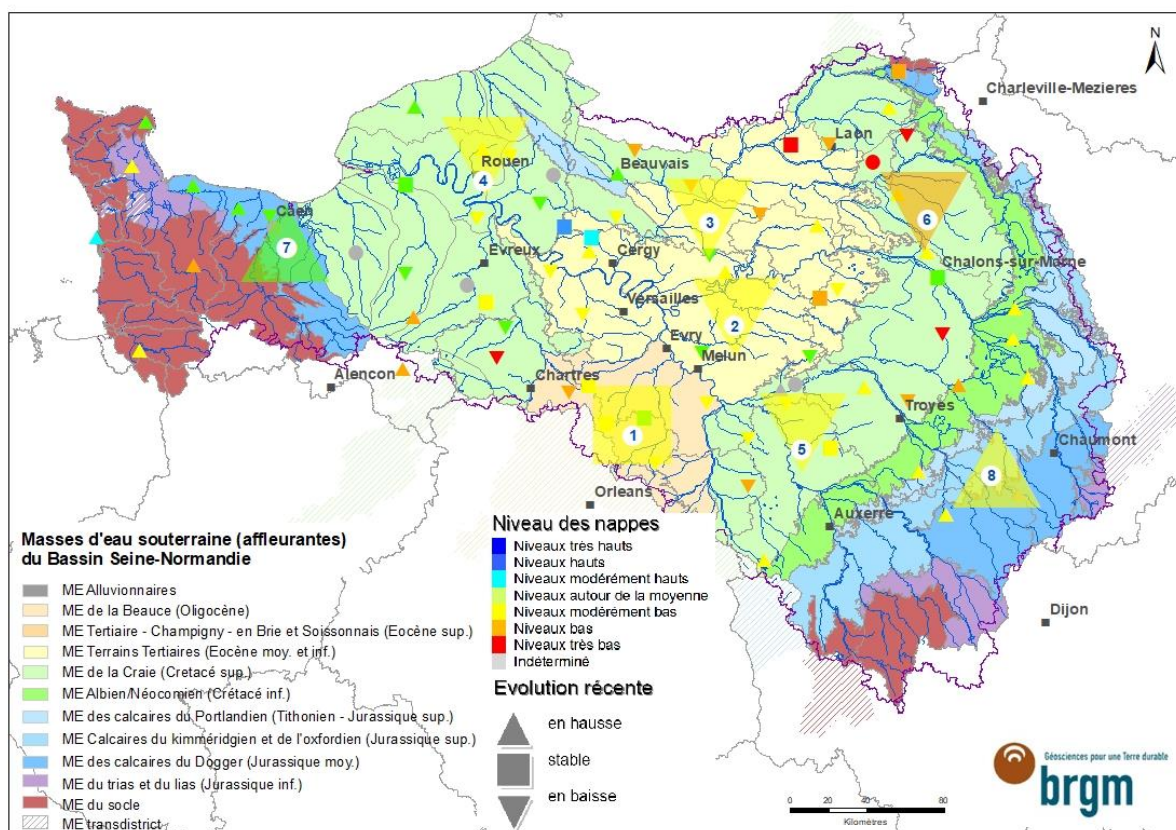 N
Charleville-Mezieres
Laon
Rouen
Beauvais
4
3
6
Caen
7
Evreux
Cergy
Chalons-sur-Marne
Versailles
2
Evry
Melun
Alencon
Chartres
1
Troyes
5
Chaumont
8
Orleans
Auxerre
Dijon
Masses d'eau souterraine (affleurantes)
du Bassin Seine-Normandie
ME Alluvionnaires
ME de la Beauce (Oligocène)
ME Tertiaire - Champigny - en Brie et Soissonnais (Eocène sup.)
ME Terrains Tertiaires (Eocène moy. et inf.)
ME de la Craie (Cretacé sup.)
ME Albien/Néocomien (Crétacé inf.)
ME des calcaires du Portlandien (Tithonien - Jurassique sup.)
ME Calcaires du kimméridgien et de l'oxfordien (Jurassique sup.)
ME des calcaires du Dogger (Jurassique moy.)
ME du trias et du lias (Jurassique inf.)
ME du socle
ME transdistrict
Niveau des nappes
Niveaux très hauts
Niveaux hauts
Niveaux modérément hauts
Niveaux autour de la moyenne
Niveaux modérément bas
Niveaux bas
Niveaux très bas
Indéterminé
Evolution récente
en hausse
stable
en baisse
0 20 40 60 80
Kilomètres
Géosciences pour une Terre durable
brgm